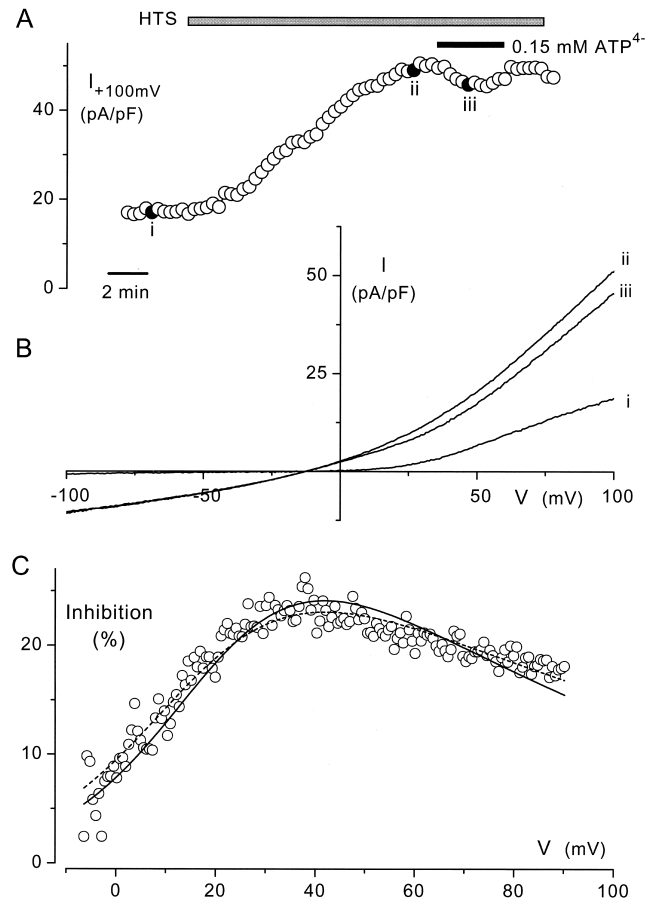 A
HTS
0.15 mM ATP4-
I+100mV
(pA/pF)
40
20
0
i
ii
iii
2 min
B
I
(pA/pF)
50
25
ii
iii
i
-100
-50
50
V (mV)
100
C
Inhibition
(%)
20
10
0
V (mV)
0
20
40
60
80
100